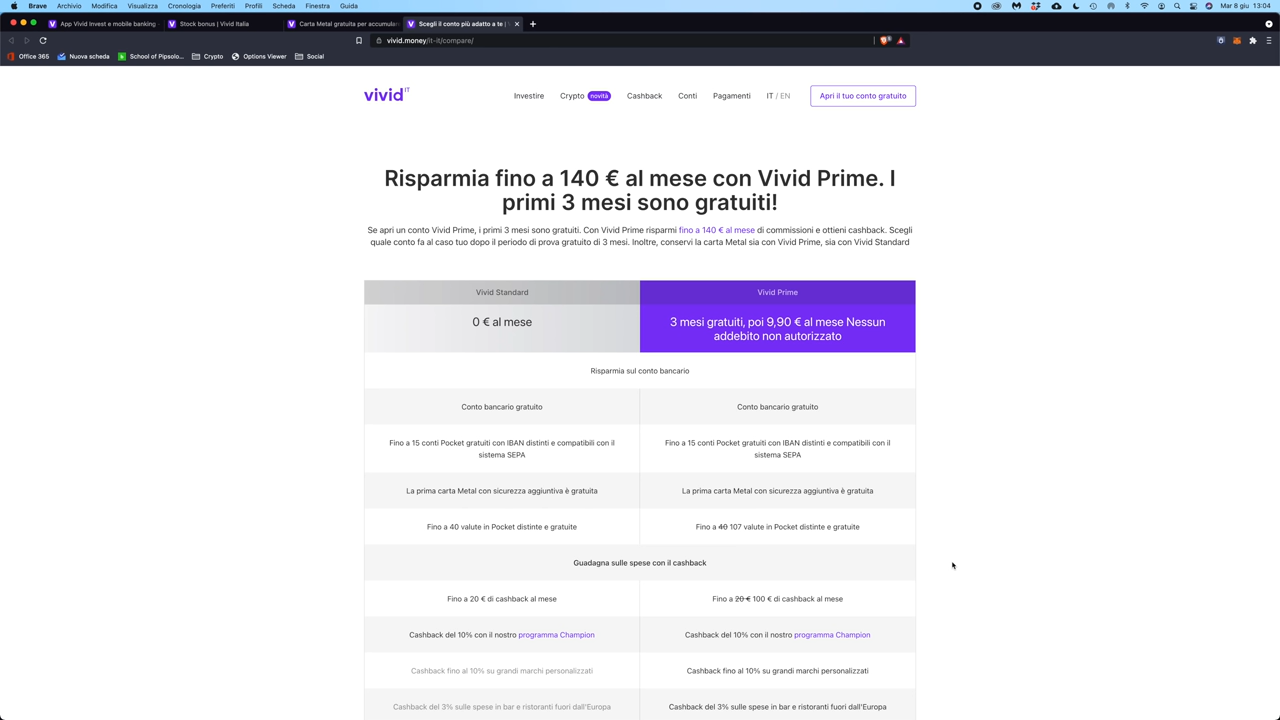 Brave Archivio Modifica Visualizza Cronologia Preferiti Profili Scheda Finestra Guida Mar 8 giu 13:04
App Vivid Invest e mobile banking Stock bonus | Vivid Italia Carta Metal gratuita per accumula Scegli il conto più adatto a te |
vivid.money/it-it/compare/
Office 365 Nuova scheda School of Pipsolo... Crypto Options Viewer Social
vivid IT
Investire Crypto novità Cashback Conti Pagamenti IT / EN Apri il tuo conto gratuito
Risparmia fino a 140 € al mese con Vivid Prime. I
primi 3 mesi sono gratuiti!
Se apri un conto Vivid Prime, i primi 3 mesi sono gratuiti. Con Vivid Prime risparmi fino a 140 € al mese di commissioni e ottieni cashback. Scegli
quale conto fa al caso tuo dopo il periodo di prova gratuito di 3 mesi. Inoltre, conservi la carta Metal sia con Vivid Prime, sia con Vivid Standard
Vivid Standard Vivid Prime
0 € al mese 3 mesi gratuiti, poi 9,90 € al mese Nessun
addebito non autorizzato
Risparmia sul conto bancario
Conto bancario gratuito Conto bancario gratuito
Fino a 15 conti Pocket gratuiti con IBAN distinti e compatibili con il
sistema SEPA
Fino a 15 conti Pocket gratuiti con IBAN distinti e compatibili con il
sistema SEPA
La prima carta Metal con sicurezza aggiuntiva è gratuita La prima carta Metal con sicurezza aggiuntiva è gratuita
Fino a 40 valute in Pocket distinte e gratuite Fino a 40 107 valute in Pocket distinte e gratuite
Guadagna sulle spese con il cashback
Fino a 20 € di cashback al mese Fino a 20 € 100 € di cashback al mese
Cashback del 10% con il nostro programma Champion Cashback del 10% con il nostro programma Champion
Cashback fino al 10% su grandi marchi personalizzati Cashback fino al 10% su grandi marchi personalizzati
Cashback del 3% sulle spese in bar e ristoranti fuori dall'Europa Cashback del 3% sulle spese in bar e ristoranti fuori dall'Europa